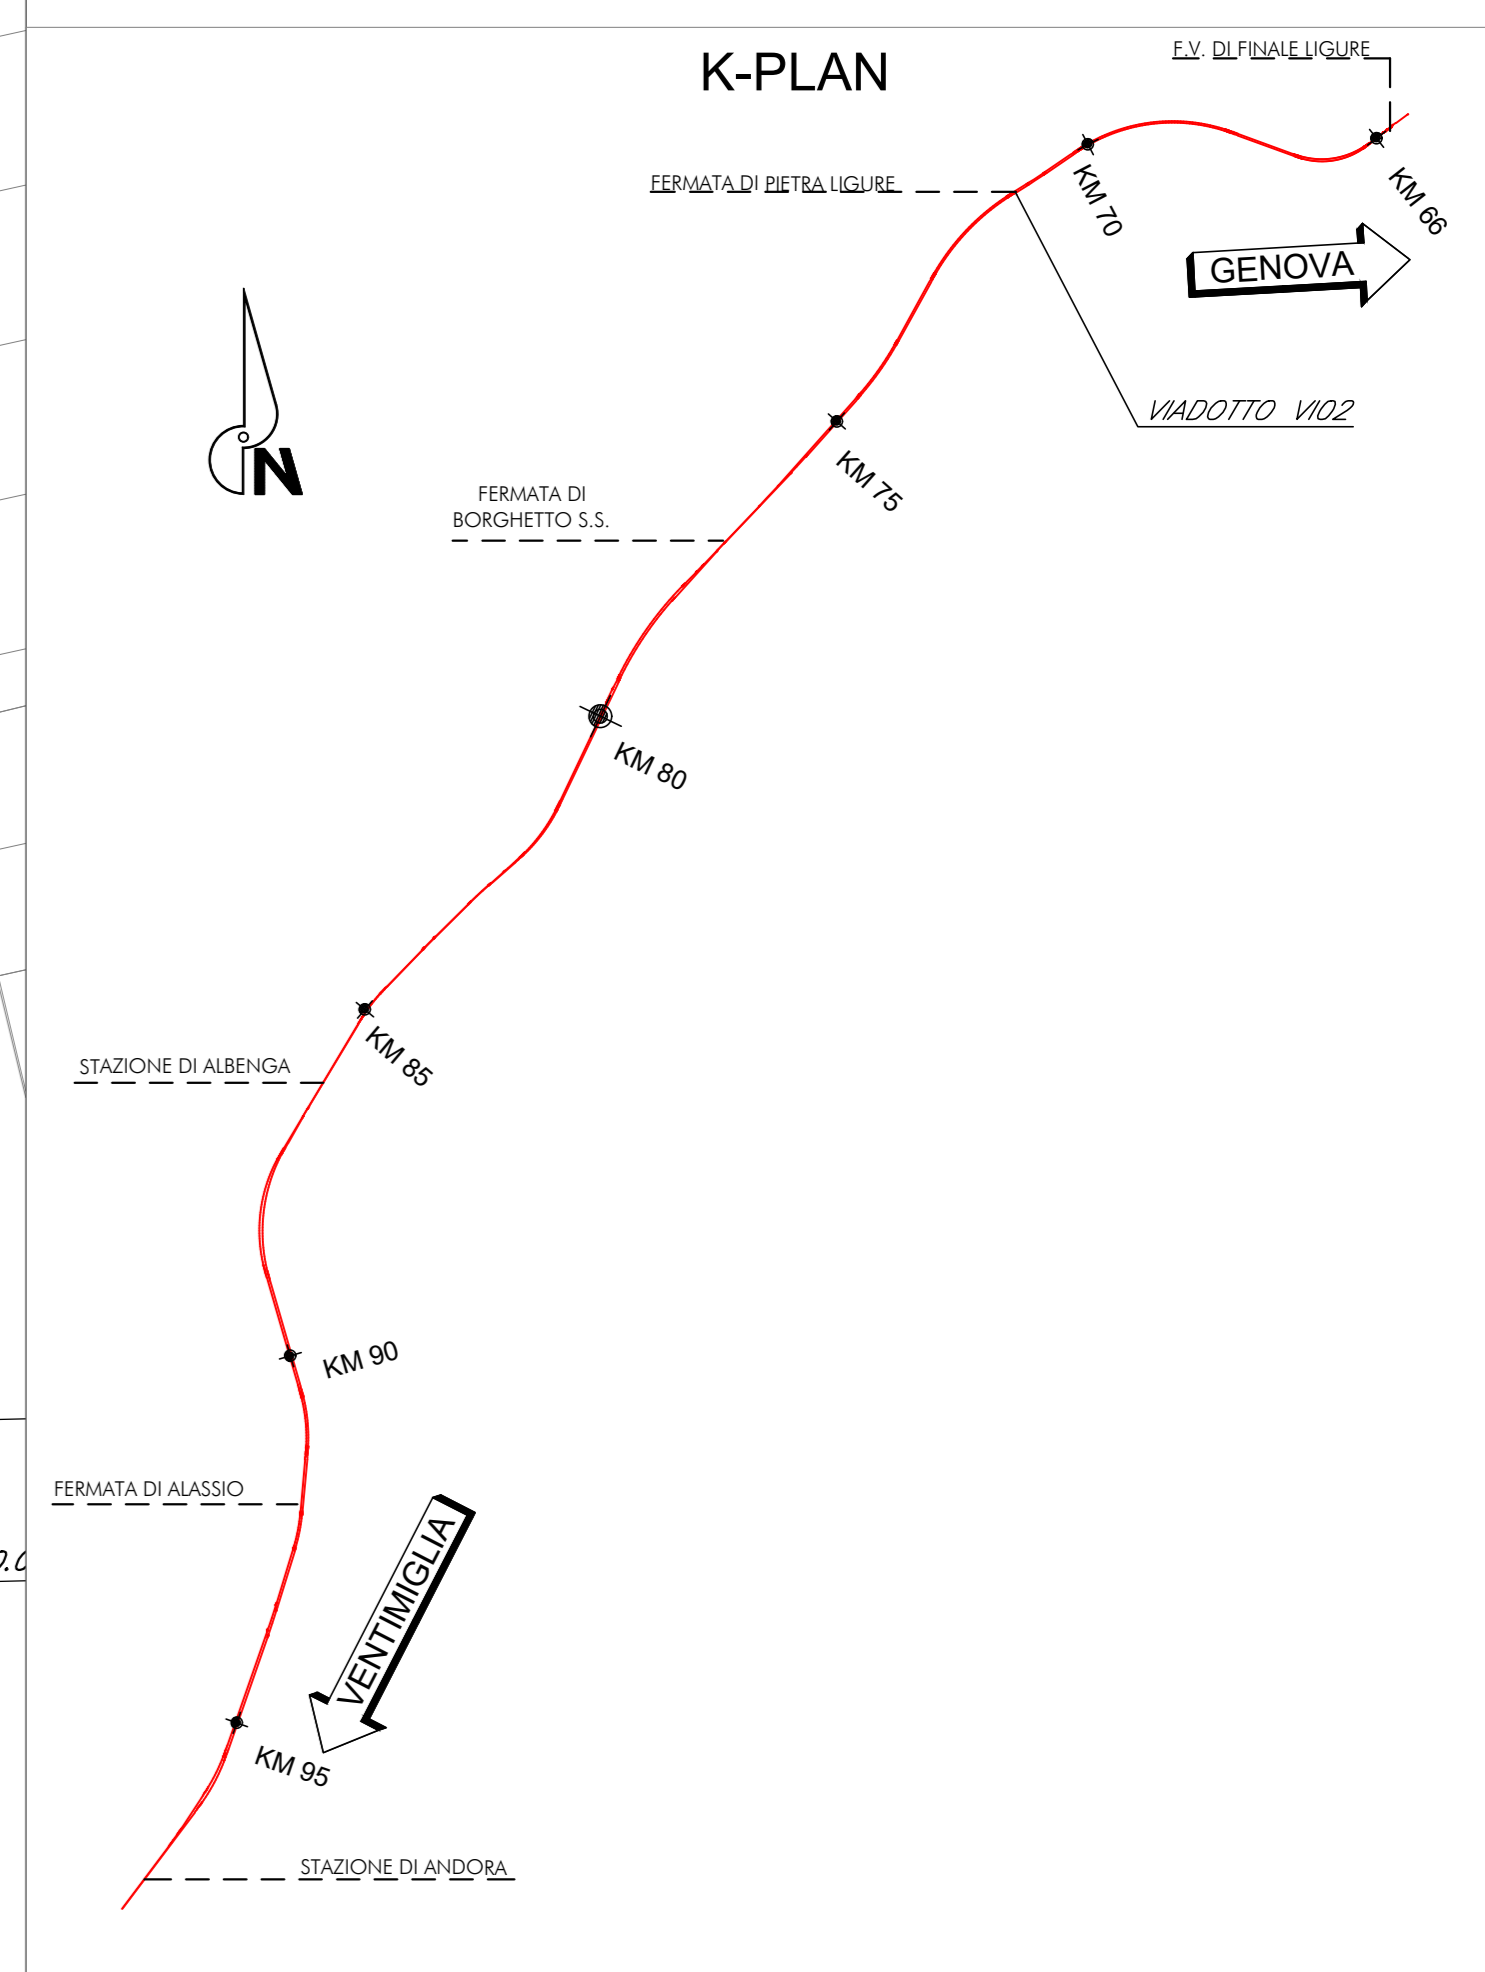 K-PLAN
F.V. DI FINALE LIGURE
FERMATA DI PIETRA LIGURE
KM 70
KM 66
GENOVA
VIADOTTO VI02
N
KM 75
FERMATA DI
BORGHETTO S.S.
KM 80
KM 85
STAZIONE DI ALBENGA
KM 90
FERMATA DI ALASSIO
VENTIMIGLIA
KM 95
STAZIONE DI ANDORA